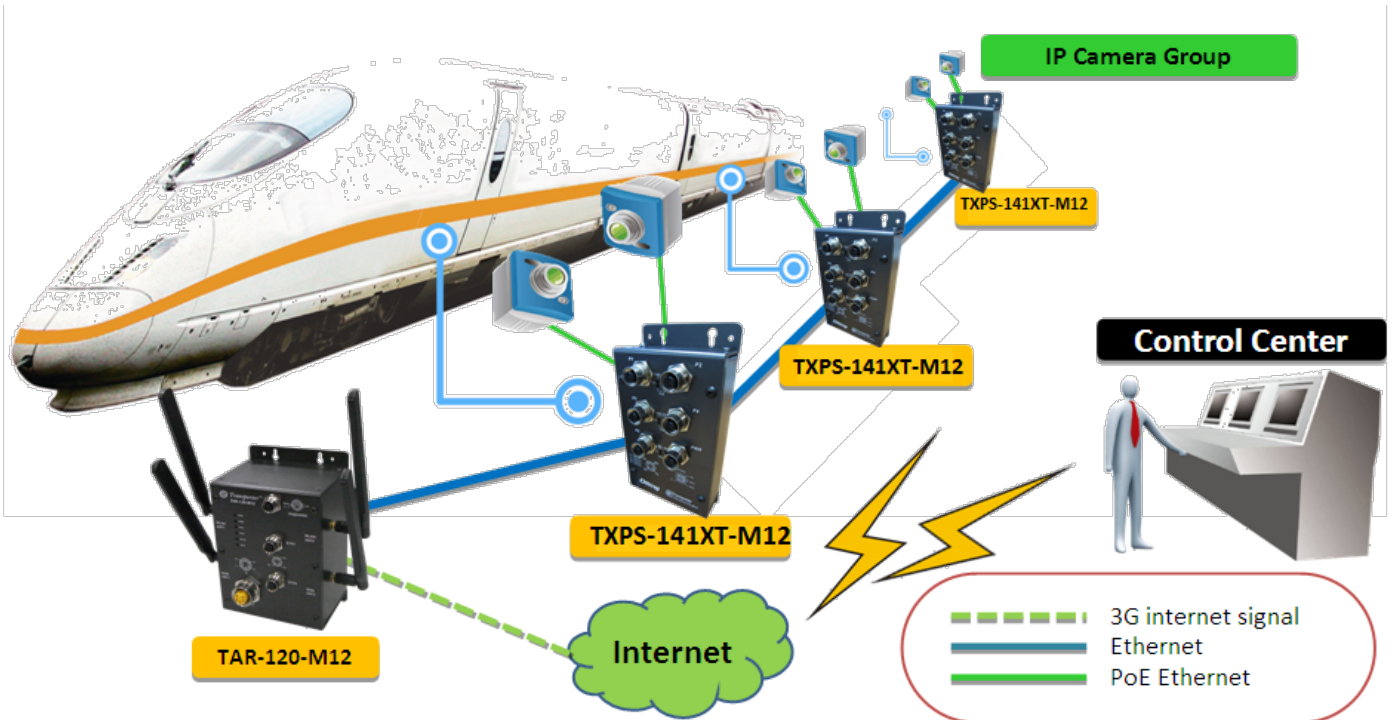 IP Camera Group
TXPS-141XT-M12
TXPS-141XT-M12
Control Center
TXPS-141XT-M12
TAR-120-M12
Internet
3G internet signal
Ethernet
PoE Ethernet